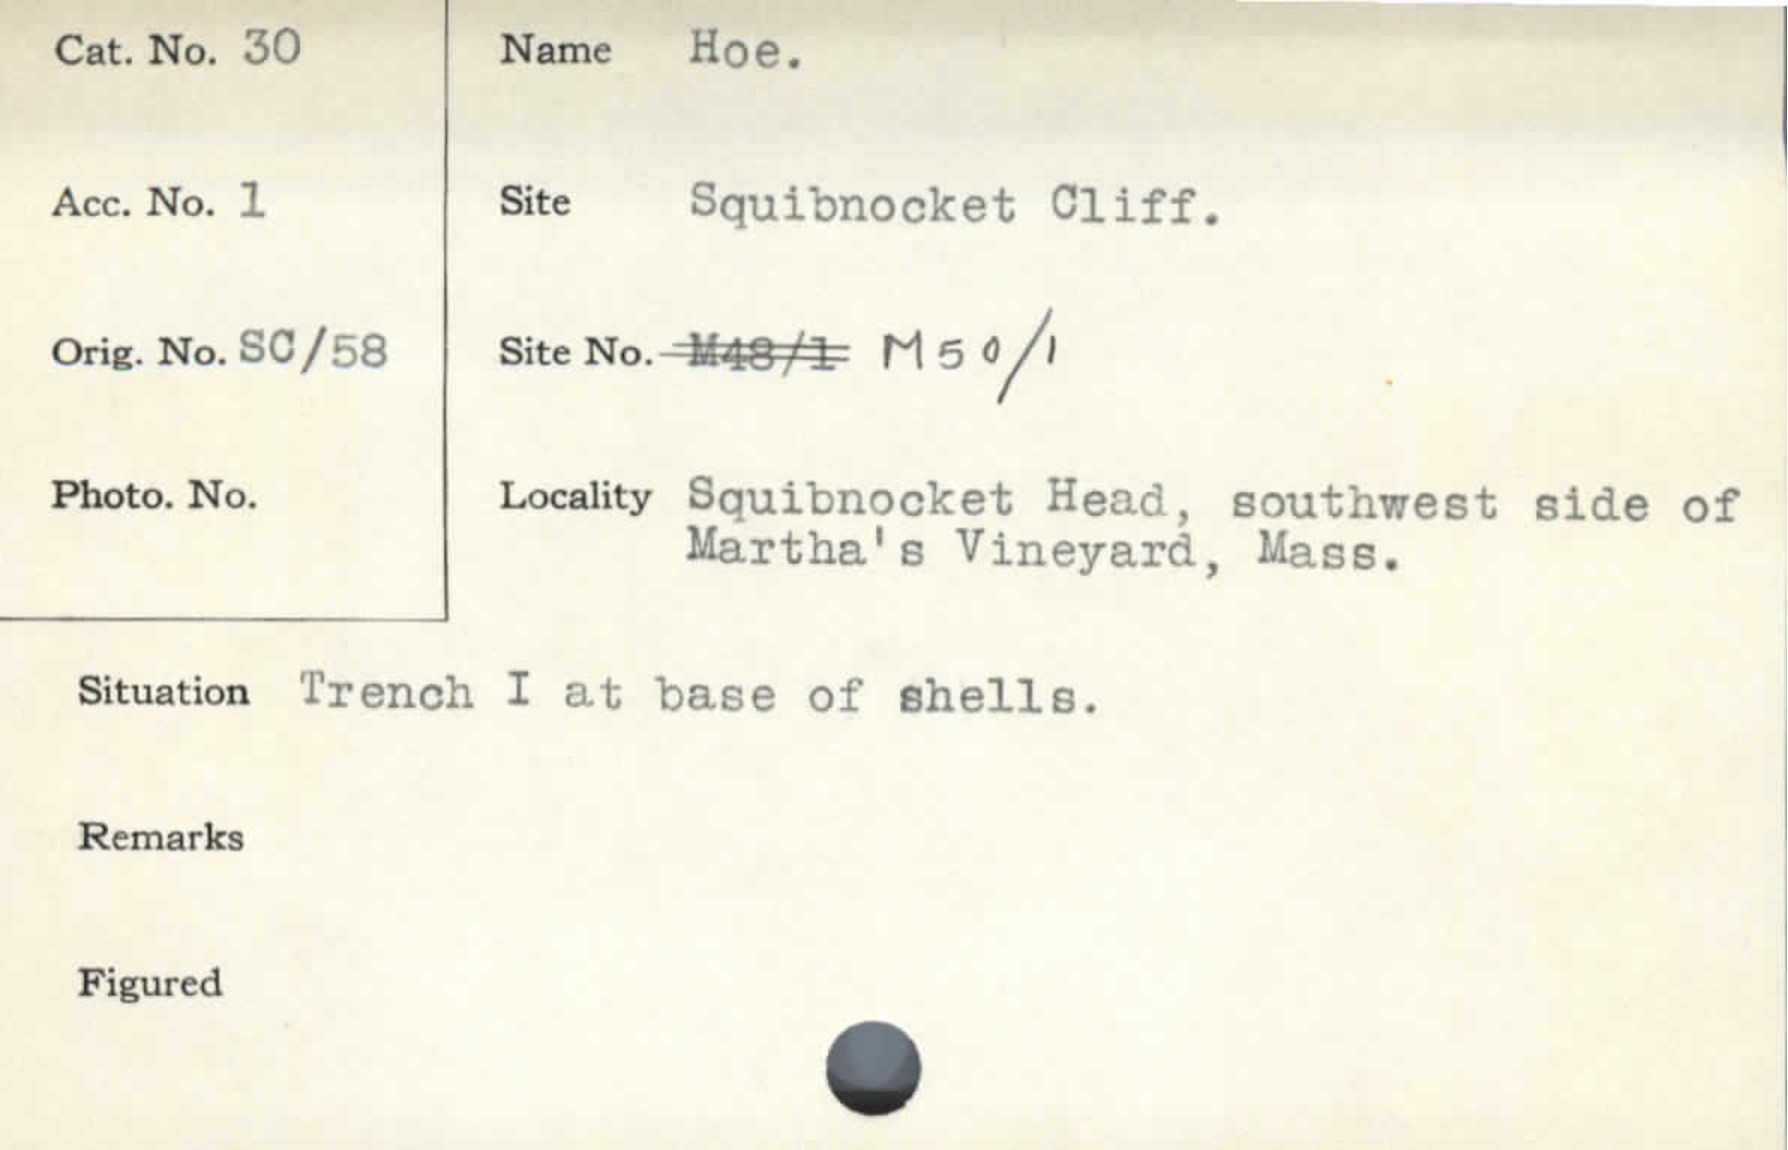 Cat. No. 30
Acc. No. 1
Orig. No. SC/58
Photo. No.
Name Hoe.
Site Squibnocket Cliff.
Site No. M48/1 M50/1
Locality Squibnocket Head, southwest side of
Martha's Vineyard, Mass.
Situation Trench I at base of shells.
Remarks
Figured